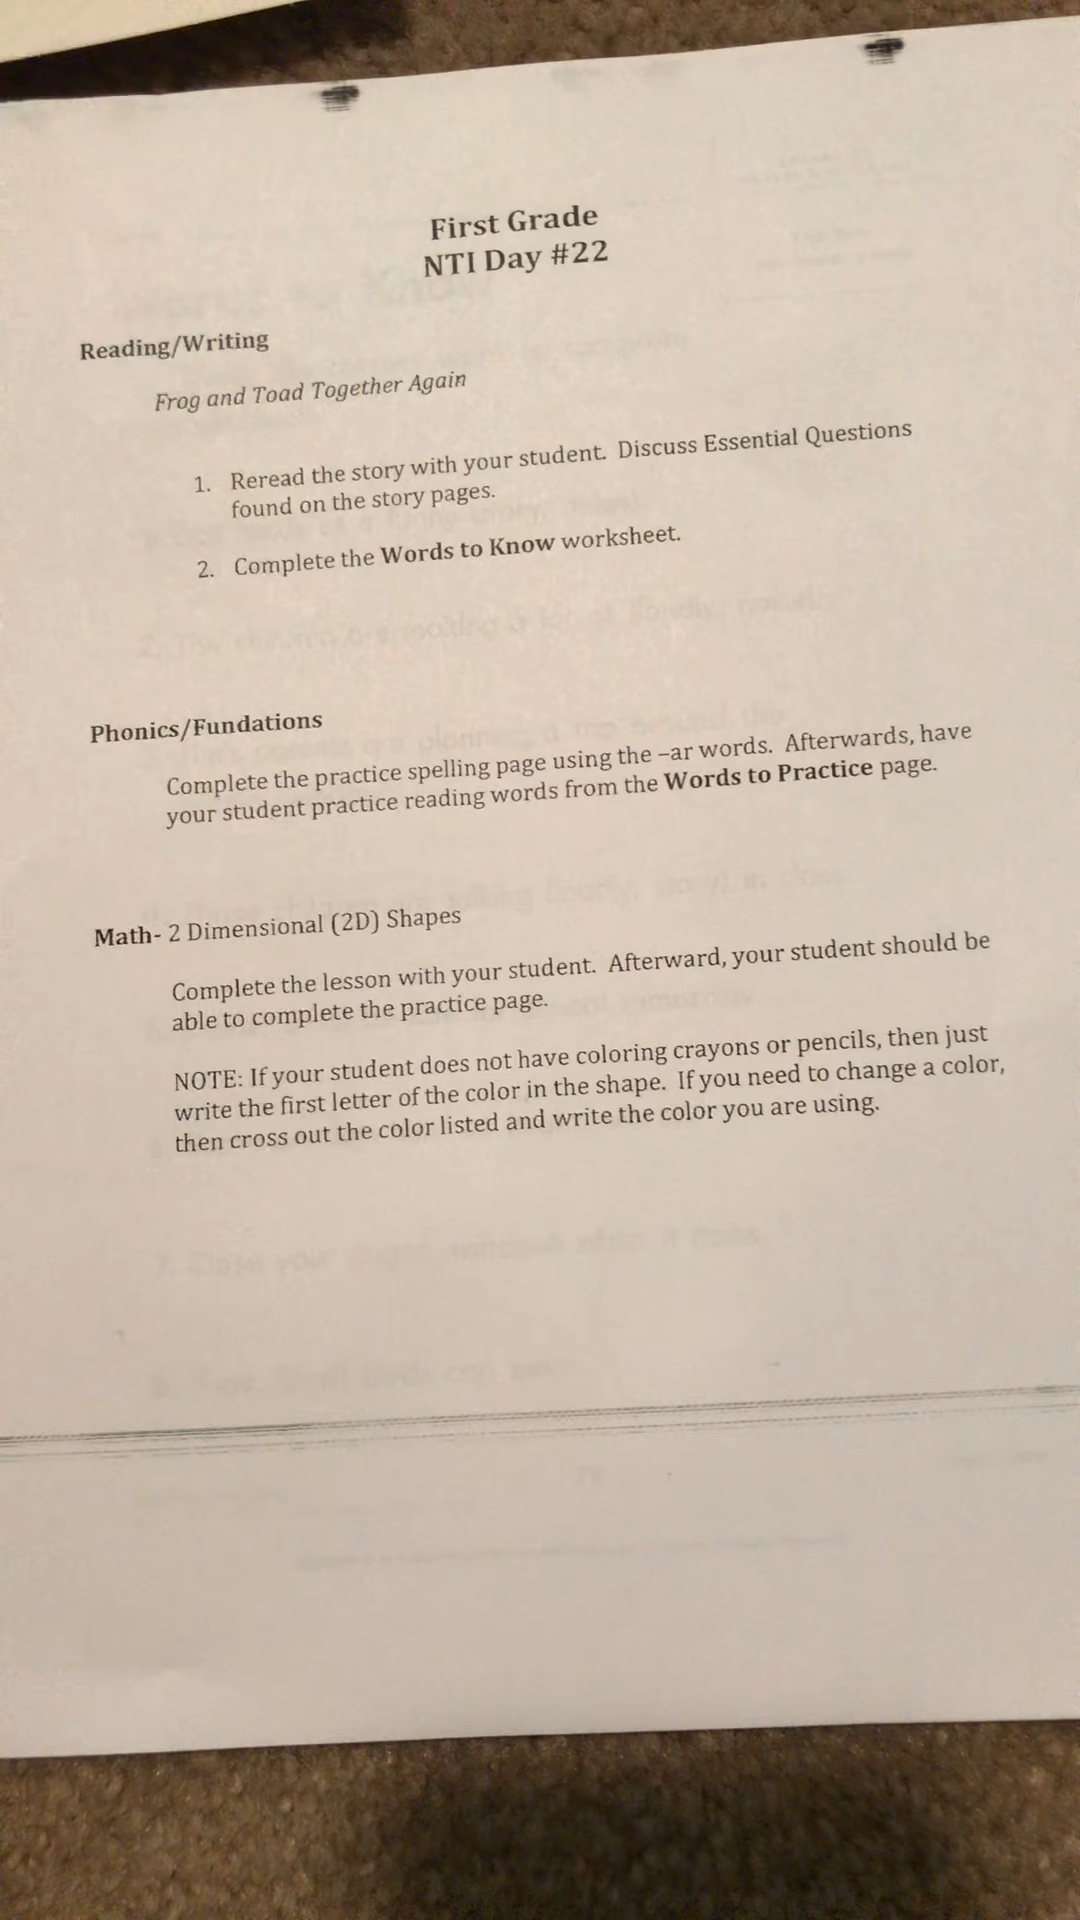 First Grade
NTI Day #22
Reading/Writing
Frog and Toad Together Again
1. Reread the story with your student. Discuss Essential Questions
found on the story pages.
2. Complete the Words to Know worksheet.
Phonics/Fundations
Complete the practice spelling page using the –ar words. Afterwards, have
your student practice reading words from the Words to Practice page.
Math- 2 Dimensional (2D) Shapes
Complete the lesson with your student. Afterward, your student should be
able to complete the practice page.
NOTE: If your student does not have coloring crayons or pencils, then just
write the first letter of the color in the shape. If you need to change a color,
then cross out the color listed and write the color you are using.